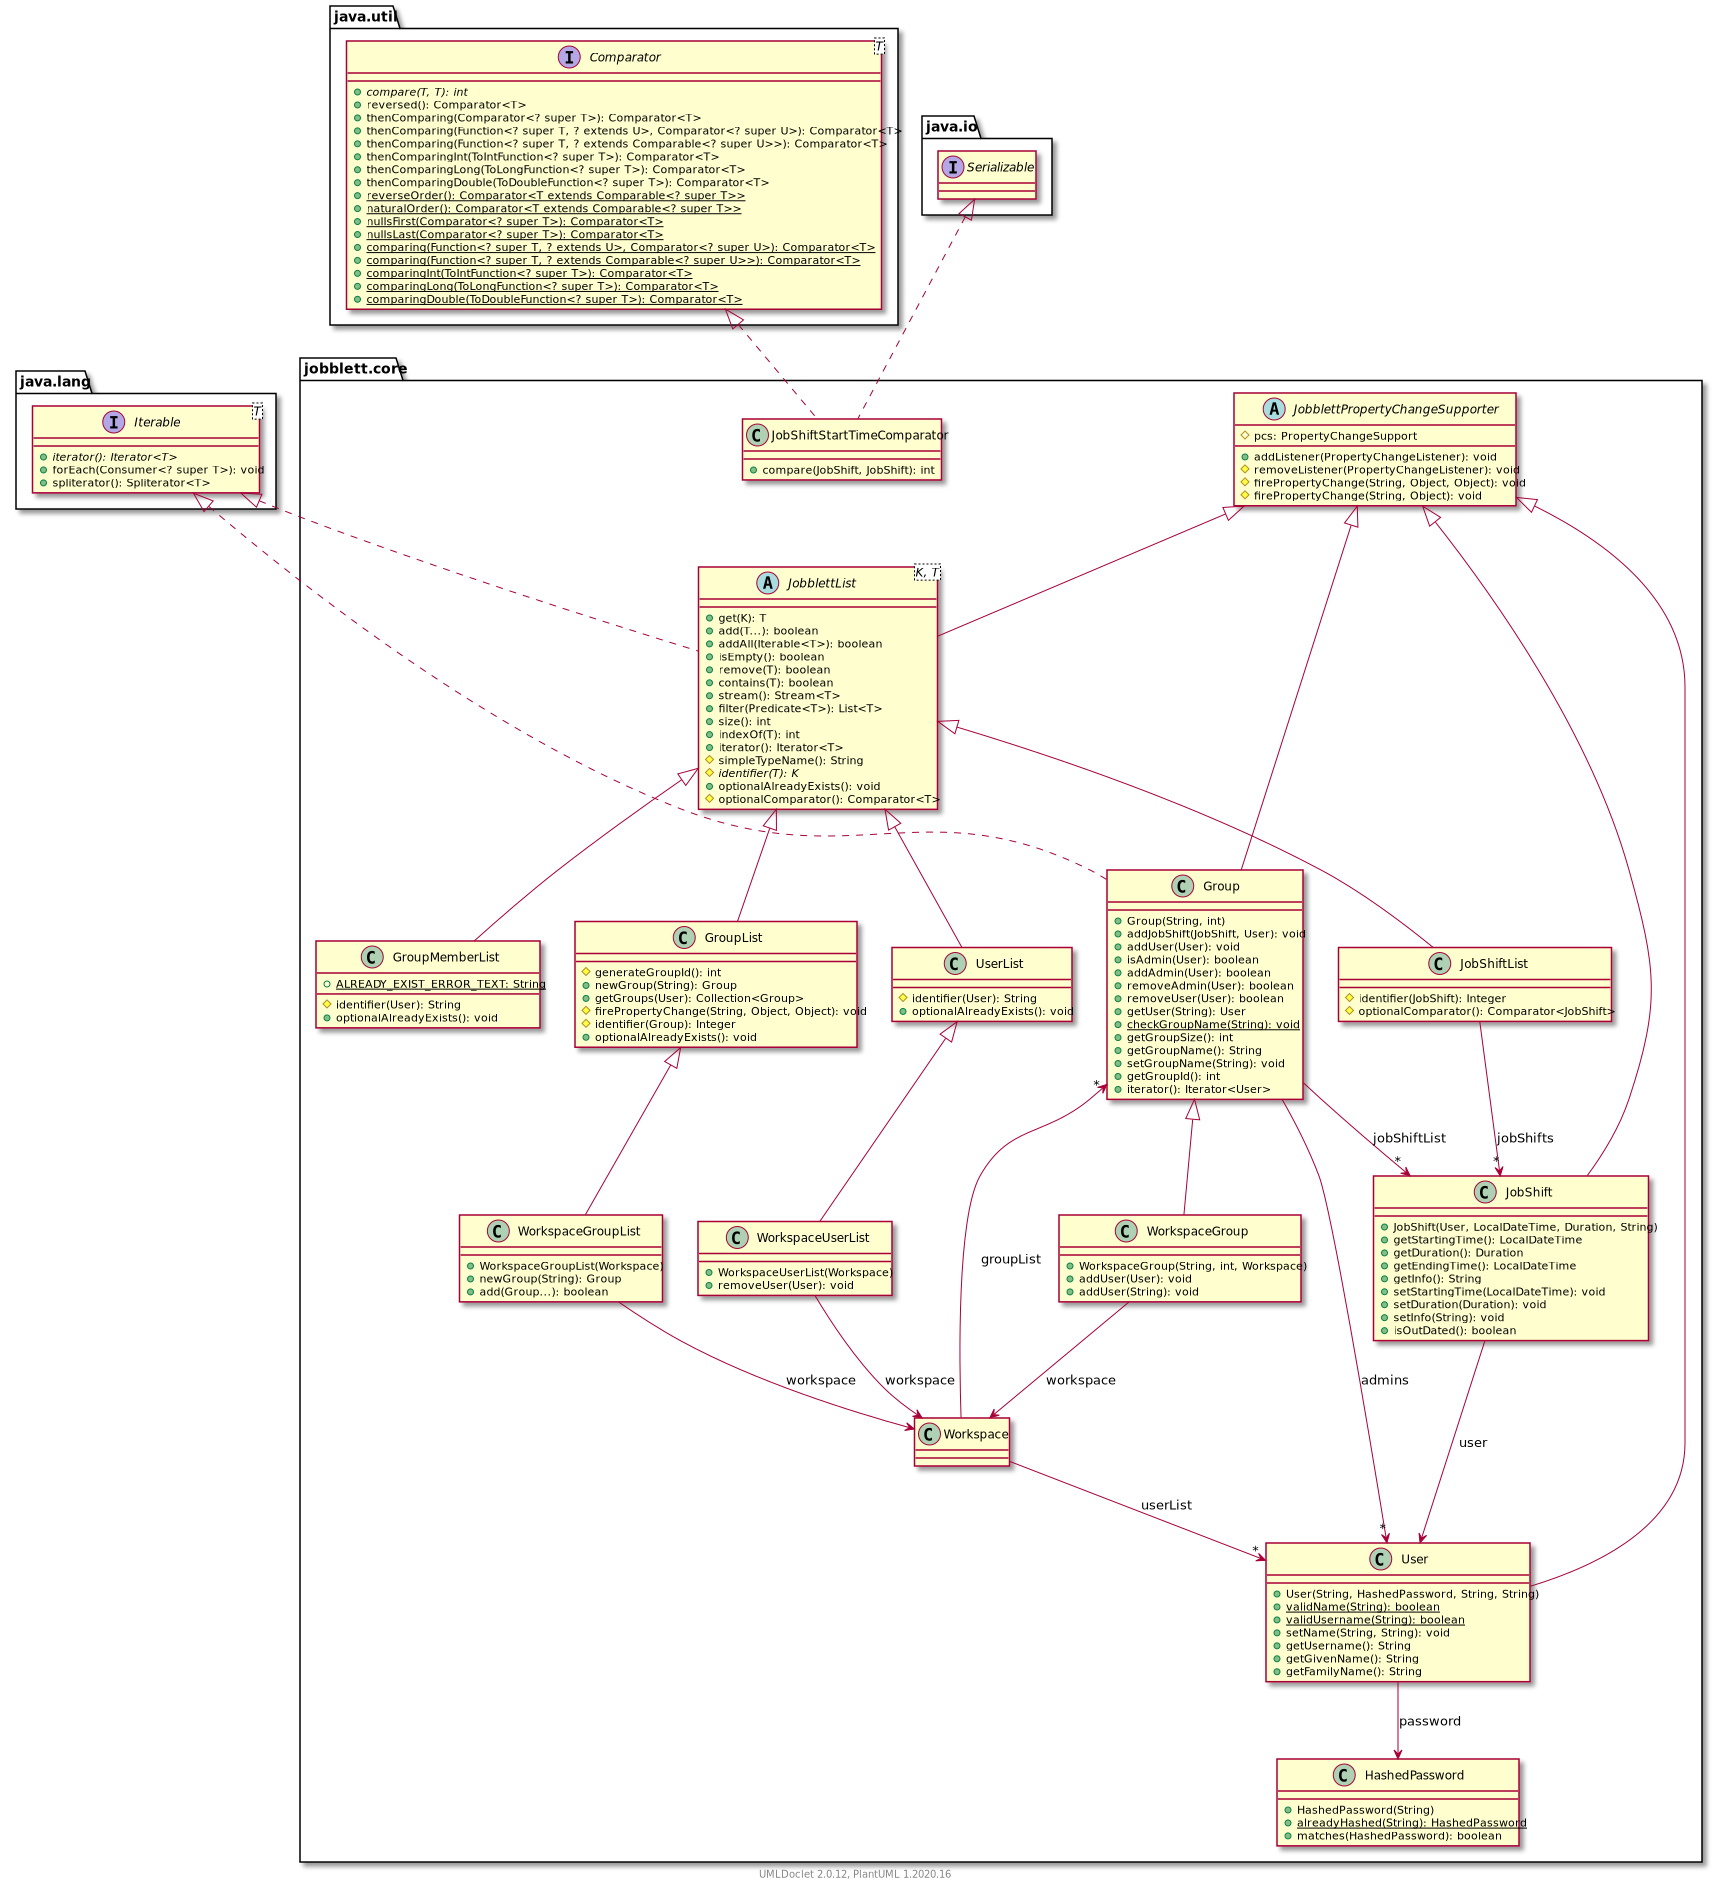 java.util
I Comparator T
compare(T, T): int
reversed(): Comparator<T>
thenComparing(Comparator<? super T>): Comparator<T>
thenComparing(Function<? super T, ? extends U>, Comparator<? super U>): Comparator<T>
thenComparing(Function<? super T, ? extends Comparable<? super U>>): Comparator<T>
thenComparingInt(ToIntFunction<? super T>): Comparator<T>
thenComparingLong(ToLongFunction<? super T>): Comparator<T>
thenComparingDouble(ToDoubleFunction<? super T>): Comparator<T>
reverseOrder(): Comparator<T extends Comparable<? super T>>
naturalOrder(): Comparator<T extends Comparable<? super T>>
nullsFirst(Comparator<? super T>): Comparator<T>
nullsLast(Comparator<? super T>): Comparator<T>
comparing(Function<? super T, ? extends U>, Comparator<? super U>): Comparator<T>
comparing(Function<? super T, ? extends Comparable<? super U>>): Comparator<T>
comparingInt(ToIntFunction<? super T>): Comparator<T>
comparingLong(ToLongFunction<? super T>): Comparator<T>
comparingDouble(ToDoubleFunction<? super T>): Comparator<T>
java.io
I Serializable
java.lang
I Iterable T
iterator(): Iterator<T>
forEach(Consumer<? super T>): void
spliterator(): Spliterator<T>
jobblett.core
C JobShiftStartTimeComparator
compare(JobShift, JobShift): int
A JobblettPropertyChangeSupporter
pcs: PropertyChangeSupport
addListener(PropertyChangeListener): void
removeListener(PropertyChangeListener): void
firePropertyChange(String, Object, Object): void
firePropertyChange(String, Object): void
A JobblettList K, T
get(K): T
add(T...): boolean
addAll(Iterable<T>): boolean
isEmpty(): boolean
remove(T): boolean
contains(T): boolean
stream(): Stream<T>
filter(Predicate<T>): List<T>
size(): int
indexOf(T): int
iterator(): Iterator<T>
simpleTypeName(): String
identifier(T): K
optionalAlreadyExists(): void
optionalComparator(): Comparator<T>
C GroupMemberList
ALREADY_EXIST_ERROR_TEXT: String
identifier(User): String
optionalAlreadyExists(): void
C GroupList
generateGroupId(): int
newGroup(String): Group
getGroups(User): Collection<Group>
firePropertyChange(String, Object, Object): void
identifier(Group): Integer
optionalAlreadyExists(): void
C UserList
identifier(User): String
optionalAlreadyExists(): void
C Group
Group(String, int)
addJobShift(JobShift, User): void
addUser(User): void
isAdmin(User): boolean
addAdmin(User): boolean
removeAdmin(User): boolean
removeUser(User): boolean
getUser(String): User
checkGroupName(String): void
getGroupSize(): int
getGroupName(): String
setGroupName(String): void
getGroupId(): int
iterator(): Iterator<User>
C JobShiftList
identifier(JobShift): Integer
optionalComparator(): Comparator<JobShift>
*
jobShiftList
*
jobShifts
*
C WorkspaceGroupList
WorkspaceGroupList(Workspace)
newGroup(String): Group
add(Group...): boolean
C WorkspaceUserList
WorkspaceUserList(Workspace)
removeUser(User): void
groupList
C WorkspaceGroup
WorkspaceGroup(String, int, Workspace)
addUser(User): void
addUser(String): void
C JobShift
JobShift(User, LocalDateTime, Duration, String)
getStartingTime(): LocalDateTime
getDuration(): Duration
getEndingTime(): LocalDateTime
getInfo(): String
setStartingTime(LocalDateTime): void
setDuration(Duration): void
setInfo(String): void
isOutDated(): boolean
workspace
workspace
workspace
admins
C Workspace
user
userList
*
*
C User
User(String, HashedPassword, String, String)
validName(String): boolean
validUsername(String): boolean
setName(String, String): void
getUsername(): String
getGivenName(): String
getFamilyName(): String
password
C HashedPassword
HashedPassword(String)
alreadyHashed(String): HashedPassword
matches(HashedPassword): boolean
UMLDoclet 2.0.12, PlantUML 1.2020.16